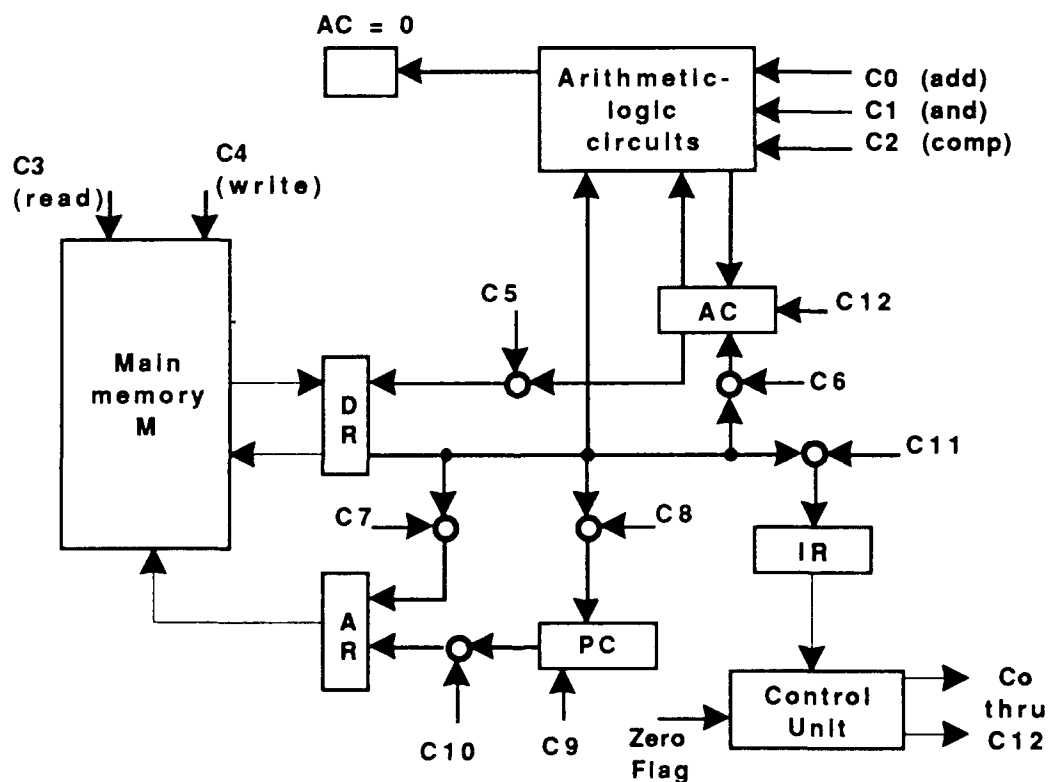 AC = 0
Arithmetic-
logic
circuits
C0 (add)
C1 (and)
C2 (comp)
C3
(read)
C4
(write)
C5
AC
C12
Main
memory
M
D
R
C6
C11
C7
C8
IR
A
R
PC
C10
C9
Zero
Flag
Control
Unit
Co
thru
C12